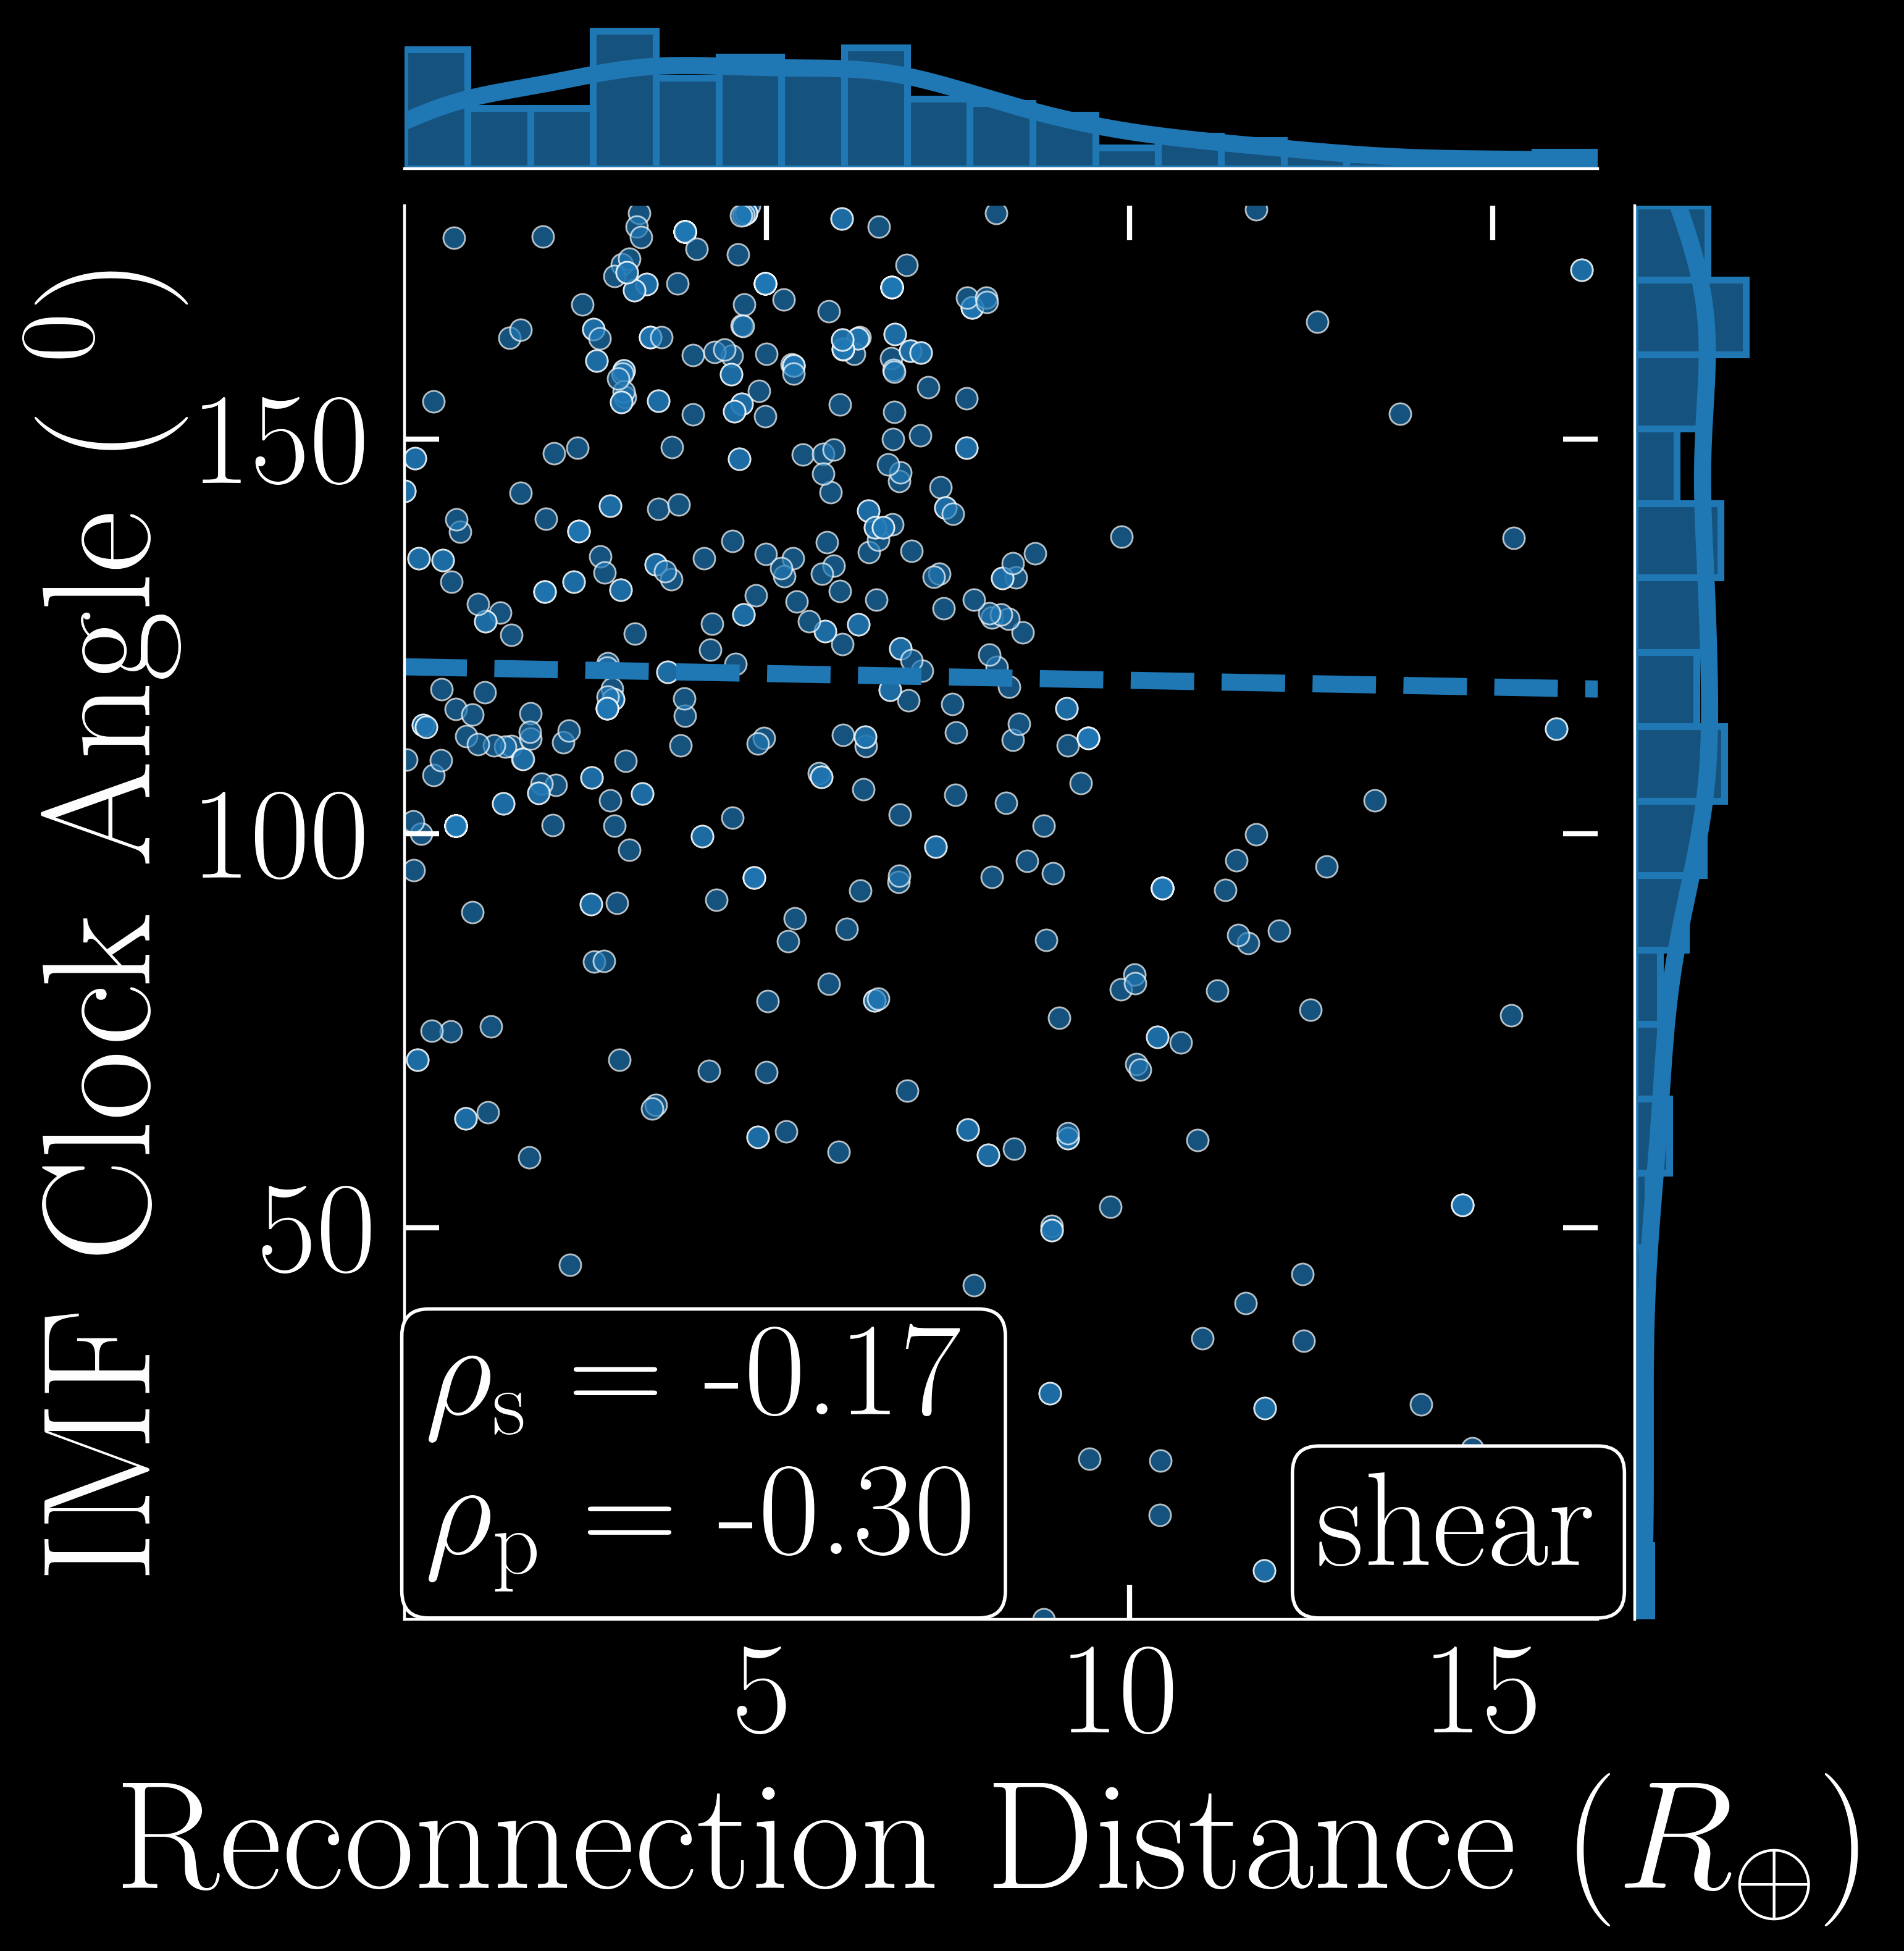 IMF Clock Angle ( 0)
150
100
50
ρs = -0.17
ρp = -0.30
shear
5 10 15
Reconnection Distance (R⊕)